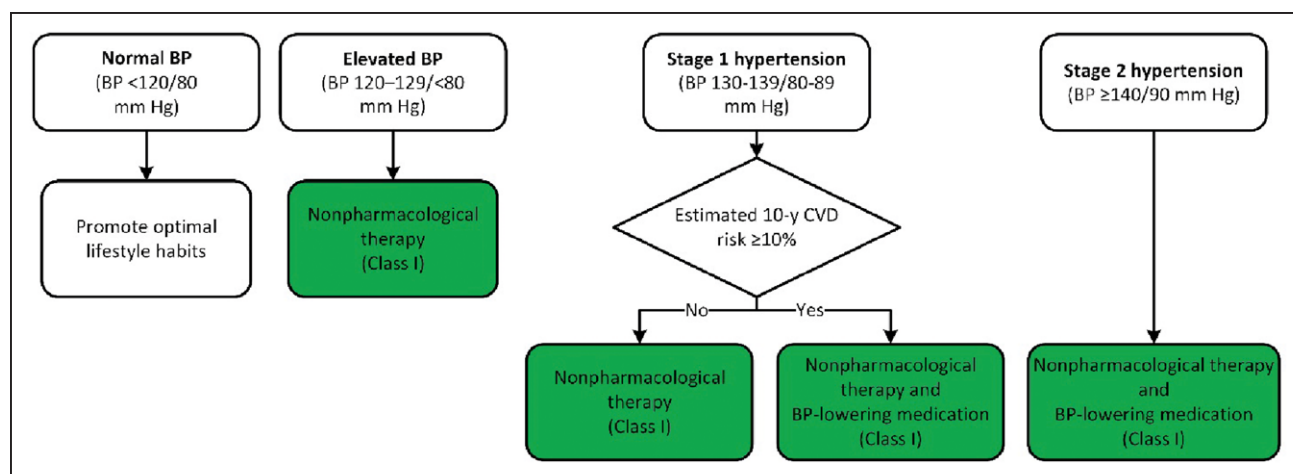 Normal BP
(BP <120/80
mm Hg)
Elevated BP
(BP 120–129/<80
mm Hg)
Stage 1 hypertension
(BP 130-139/80-89
mm Hg)
Stage 2 hypertension
(BP ≥140/90 mm Hg)
Promote optimal
lifestyle habits
Nonpharmacological
therapy
(Class I)
Estimated 10-y CVD
risk ≥10%
No
Yes
Nonpharmacological
therapy
(Class I)
Nonpharmacological
therapy and
BP-lowering medication
(Class I)
Nonpharmacological therapy
and
BP-lowering medication
(Class I)